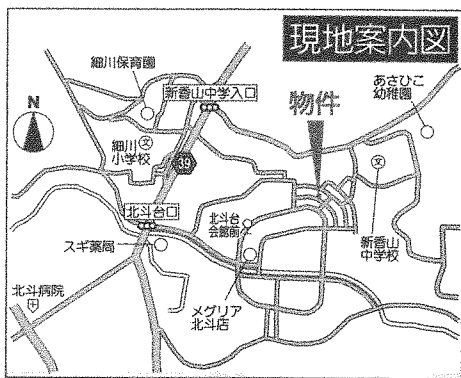 現地案内図
細川保育園
新香山中学入口
あさひこ
幼稚園
物件
N
文
細川
小学校
39
文
北斗台口
北斗台
会館前
スギ薬局
新香山
中学校
北斗病院
メグリア
北斗店